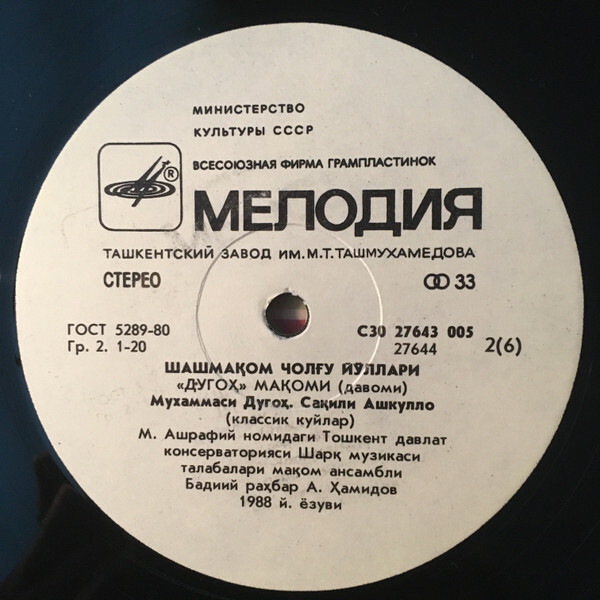 МИНИСТЕРСТВО
КУЛЬТУРЫ СССР
ВСЕСОЮЗНАЯ ФИРМА ГРАМПЛАСТИНОК
®
МЕЛОДИЯ
ТАШКЕНТСКИЙ ЗАВОД ИМ.М.Т.ТАШМУХАМЕДОВА
СТЕРЕО 33
ГОСТ 5289-80 С30 27643 005
Гр. 2. 1-20 27644 2(6)
ШАШМАҚОМ ЧОЛҒУ ЙЎЛЛАРИ
«ДУГОҲ» МАҚОМИ (давоми)
Мухаммаси Дугоҳ. Сақили Ашкулло
(классик куйлар)
М. Ашрафий номидаги Тошкент давлат
консерваторияси Шарқ музикаси
талабалари мақом ансамбли
Бадиий раҳбар А. Ҳамидов
1988 й. ёзуви